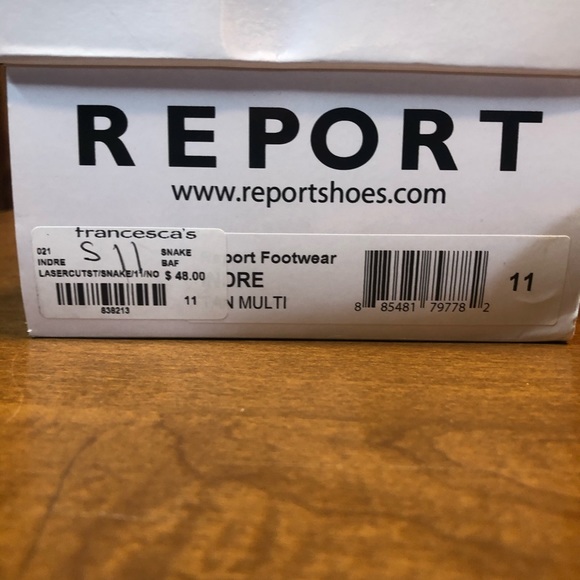 REPORT
www.reportshoes.com
francesca's
021 S 11 SNAKE
INDRE BAF
LASERCUTST/SNAKE/11/NO $ 48.00
11
838213
port Footwear
NDRE
TAN MULTI
8 85481 79778 2
11